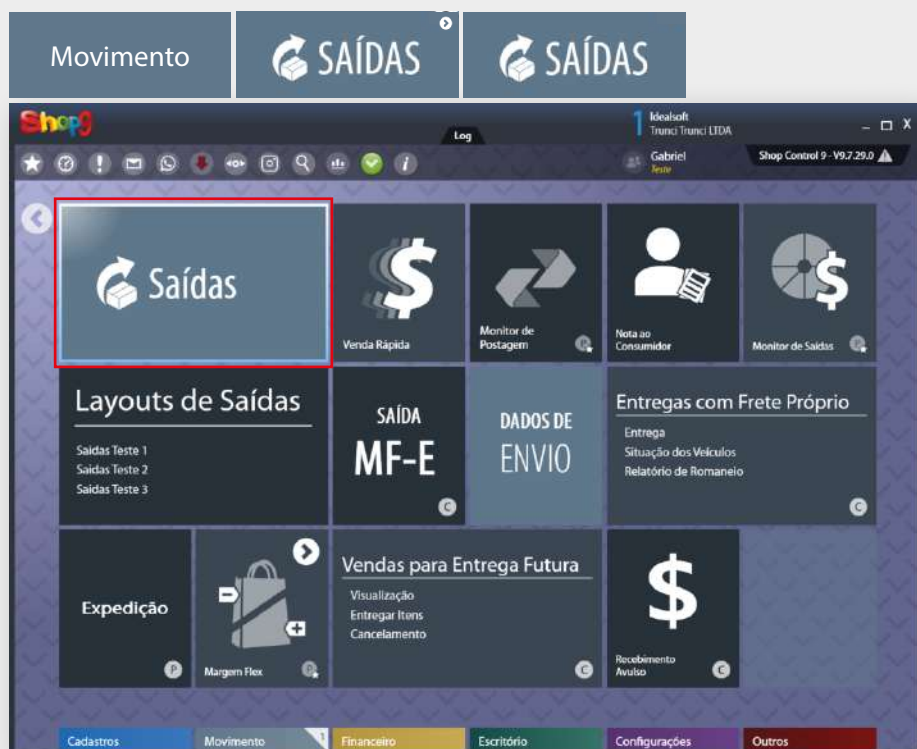 Movimento
SAÍDAS
SAÍDAS
Shop9
Log
1
Idealsoft
Trunci Trunci LTDA
Gabriel
Teste
Shop Control 9 - V9.7.29.0
Saídas
Venda Rápida
Monitor de
Postagem
P
Nota ao
Consumidor
Monitor de Saídas
P
Layouts de Saídas
Saídas Teste 1
Saídas Teste 2
Saídas Teste 3
SAÍDA
MF-E
C
DADOS DE
ENVIO
Entregas com Frete Próprio
Entrega
Situação dos Veículos
Relatório de Romaneio
C
Expedição
P
Margem Flex
P
Vendas para Entrega Futura
Visualização
Entregar Itens
Cancelamento
C
Recebimento
Avulso
C
Cadastros
Movimento
1
Financeiro
Escritório
Configurações
Outros